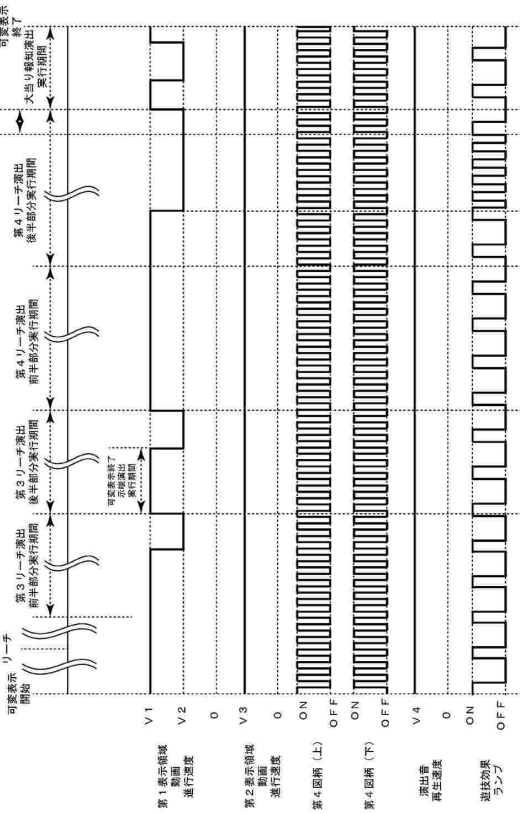 可変表示
開始
リーチ
第３リーチ演出
前半部分実行期間
第３リーチ演出
後半部分実行期間
可変表示終了
示唆演出
実行期間
第４リーチ演出
前半部分実行期間
第４リーチ演出
後半部分実行期間
大当り報知演出
実行期間
可変表示
終了
第１表示領域
動画
進行速度
Ｖ１
Ｖ２
０
第２表示領域
動画
進行速度
Ｖ３
０
第４図柄（上）
ＯＮ
ＯＦＦ
第４図柄（下）
ＯＮ
ＯＦＦ
演出音
再生速度
Ｖ４
０
遊技効果
ランプ
ＯＮ
ＯＦＦ